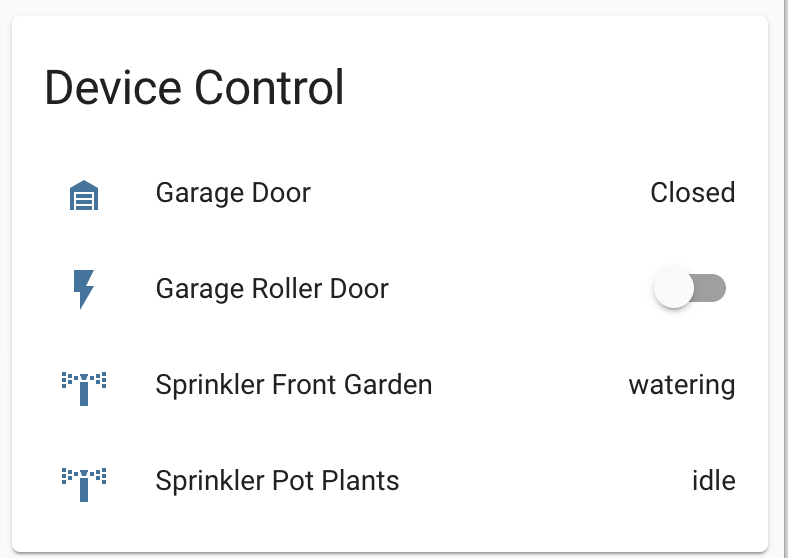 Device Control
Garage Door Closed
Garage Roller Door
Sprinkler Front Garden watering
Sprinkler Pot Plants idle